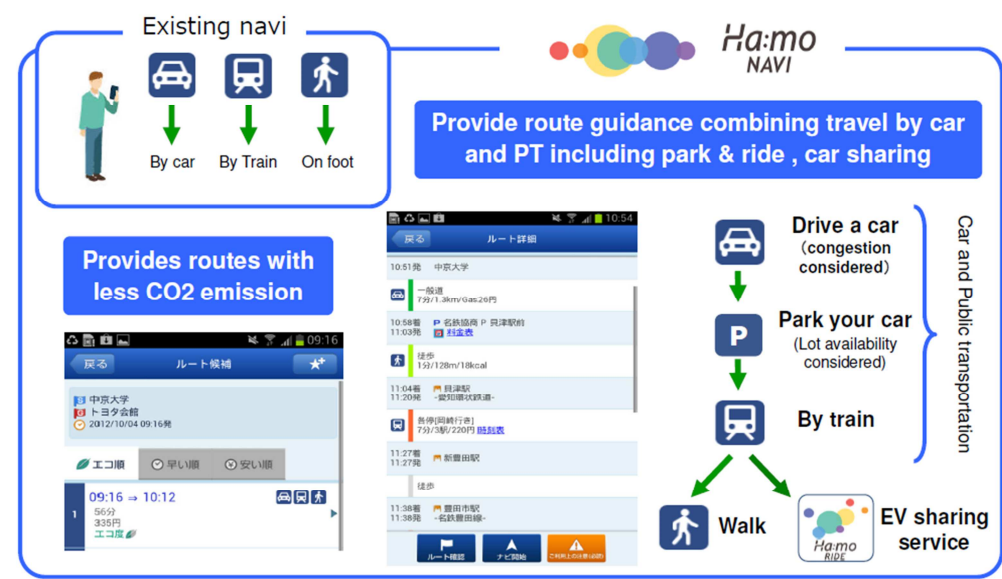 Existing navi
By car
By Train
On foot
Ha:mo
NAVI
Provide route guidance combining travel by car
and PT including park & ride , car sharing
Provides routes with
less CO2 emission
09:16
戻る
ルート候補
中京大学
トヨタ会館
2012/10/04 09:16発
エコ順
早い順
安い順
1
09:16 ⇒ 10:12
56分
335円
エコ度
10:54
戻る
ルート詳細
10:51発 中京大学
一般道
7分/1.3km/Gas26円
10:58着 P 名鉄協商 P 貝津駅前
11:03発 料金表
徒歩
1分/128m/18kcal
11:04着 貝津駅
11:20発 -愛知環状鉄道-
各停[岡崎行き]
7分/3駅/220円 時刻表
11:27着 新豊田駅
11:27発
徒歩
11:38着 豊田市駅
11:38発 -名鉄豊田線-
ルート確認
ナビ開始
Drive a car
(congestion
considered)
P
Park your car
(Lot availability
considered)
By train
Walk
Ha:mo
RIDE
EV sharing
service
Car and Public transportation